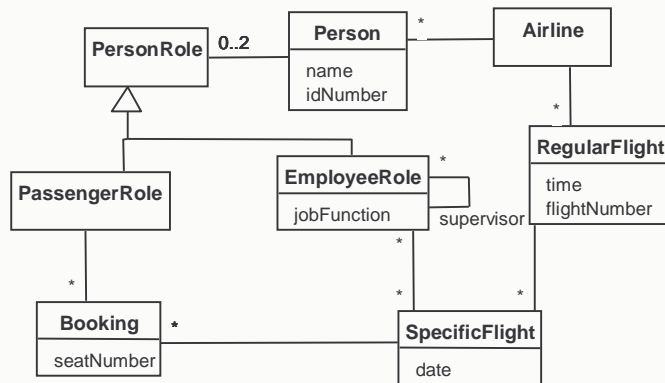 PersonRole
0..2
Person
name
idNumber
*
Airline
*
RegularFlight
time
flightNumber
PassengerRole
EmployeeRole
jobFunction
*
supervisor
*
*
*
*
Booking
seatNumber
*
SpecificFlight
date